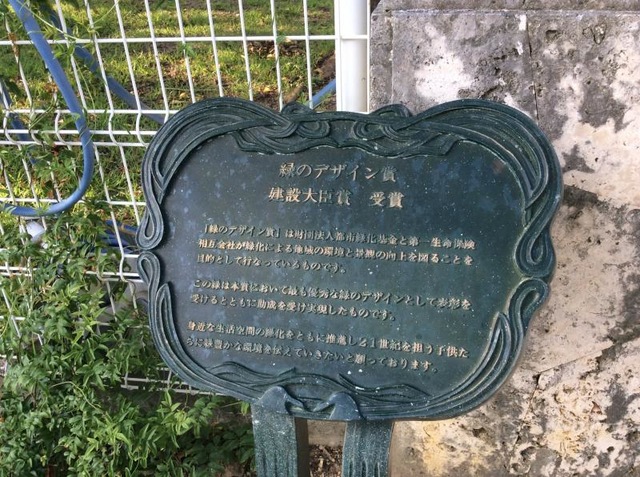 緑のデザイン賞
建設大臣賞 受賞
「緑のデザイン賞」は財団法人都市緑化基金と第一生命保険
相互会社が緑化による地域の環境と景観の向上を図ることを
目的として行なっているものです。
この緑は本賞において最も優秀な緑のデザインとして表彰を
受けるとともに助成を受け実現したものです。
身近な生活空間の緑化をともに推進し21世紀を担う子供た
ちに緑豊かな環境を伝えていきたいと願っております。